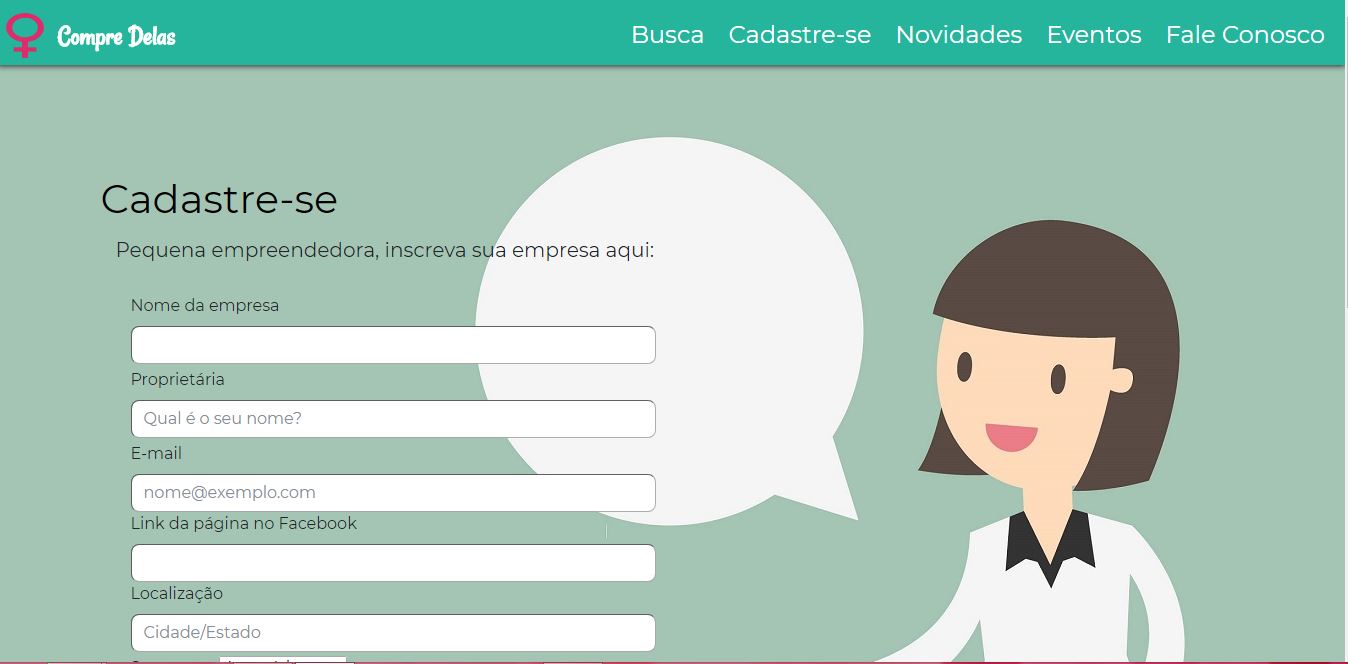 Compre Delas
Busca Cadastre-se Novidades Eventos Fale Conosco
Cadastre-se
Pequena empreendedora, inscreva sua empresa aqui:
Nome da empresa
Proprietária
Qual é o seu nome?
E-mail
nome@exemplo.com
Link da página no Facebook
Localização
Cidade/Estado